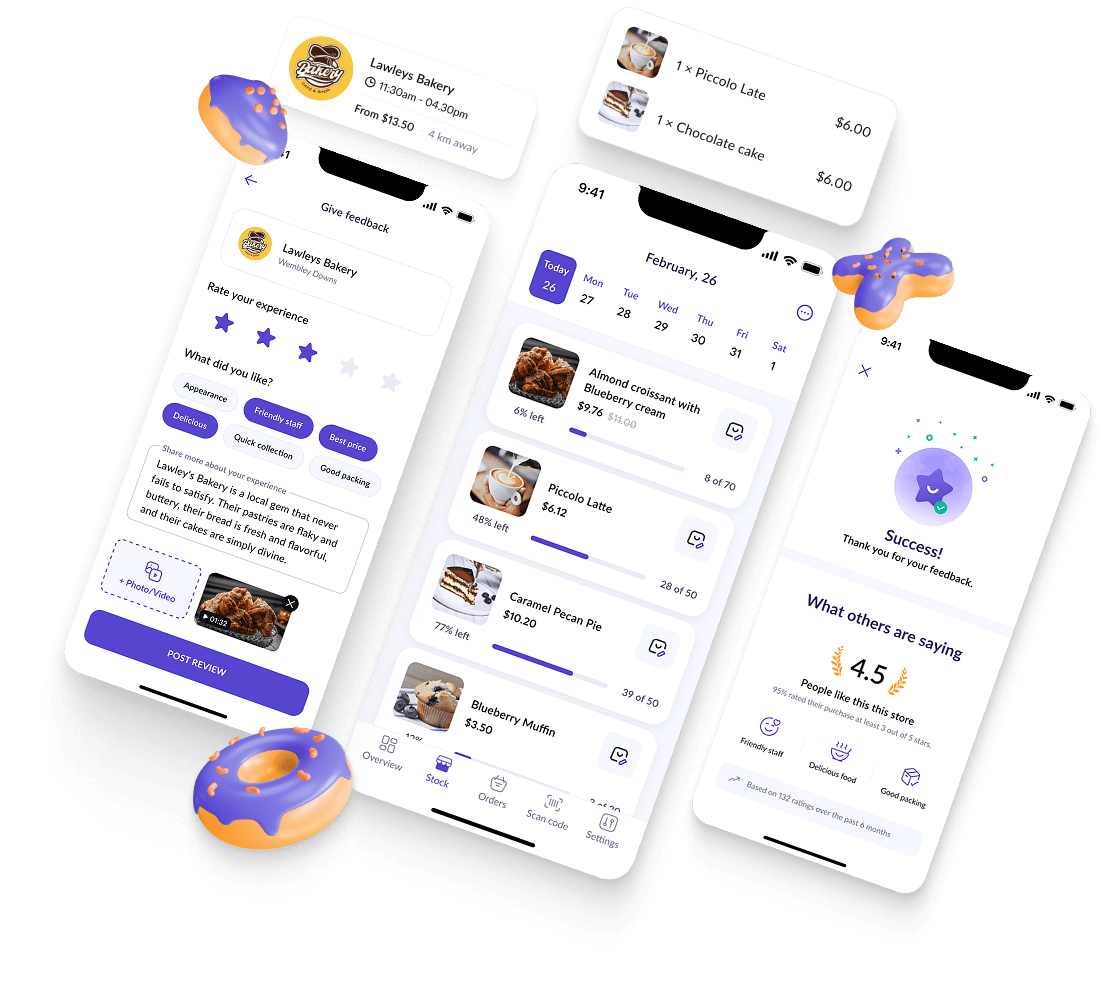 Bakery
CAKE & BREAD
Lawleys Bakery
11:30am - 04.30pm
From $13.50
4 km away
1 × Piccolo Late
$6.00
1 × Chocolate cake
$6.00
41
Give feedback
Bakery
Lawleys Bakery
Wembley Downs
Rate your experience
What did you like?
Appearance
Friendly staff
Best price
Delicious
Quick collection
Good packing
Share more about your experience
Lawley's Bakery is a local gem that never
fails to satisfy. Their pastries are flaky and
buttery, their bread is fresh and flavorful,
and their cakes are simply divine.
+ Photo/Video
01:32
POST REVIEW
9:41
February, 26
Today
26
Mon
27
Tue
28
Wed
29
Thu
30
Fri
31
Sat
1
Almond croissant with
Blueberry cream
$9.76 $11.00
6% left
8 of 70
Piccolo Latte
$6.12
48% left
28 of 50
Caramel Pecan Pie
$10.20
77% left
39 of 50
Blueberry Muffin
$3.50
Overview
Stock
Orders
Scan code
Settings
9:41
Success!
Thank you for your feedback.
What others are saying
4.5
People like this this store
95% rated their purchase at least 3 out of 5 stars.
Friendly staff
Delicious food
Good packing
Based on 132 ratings over the past 6 months